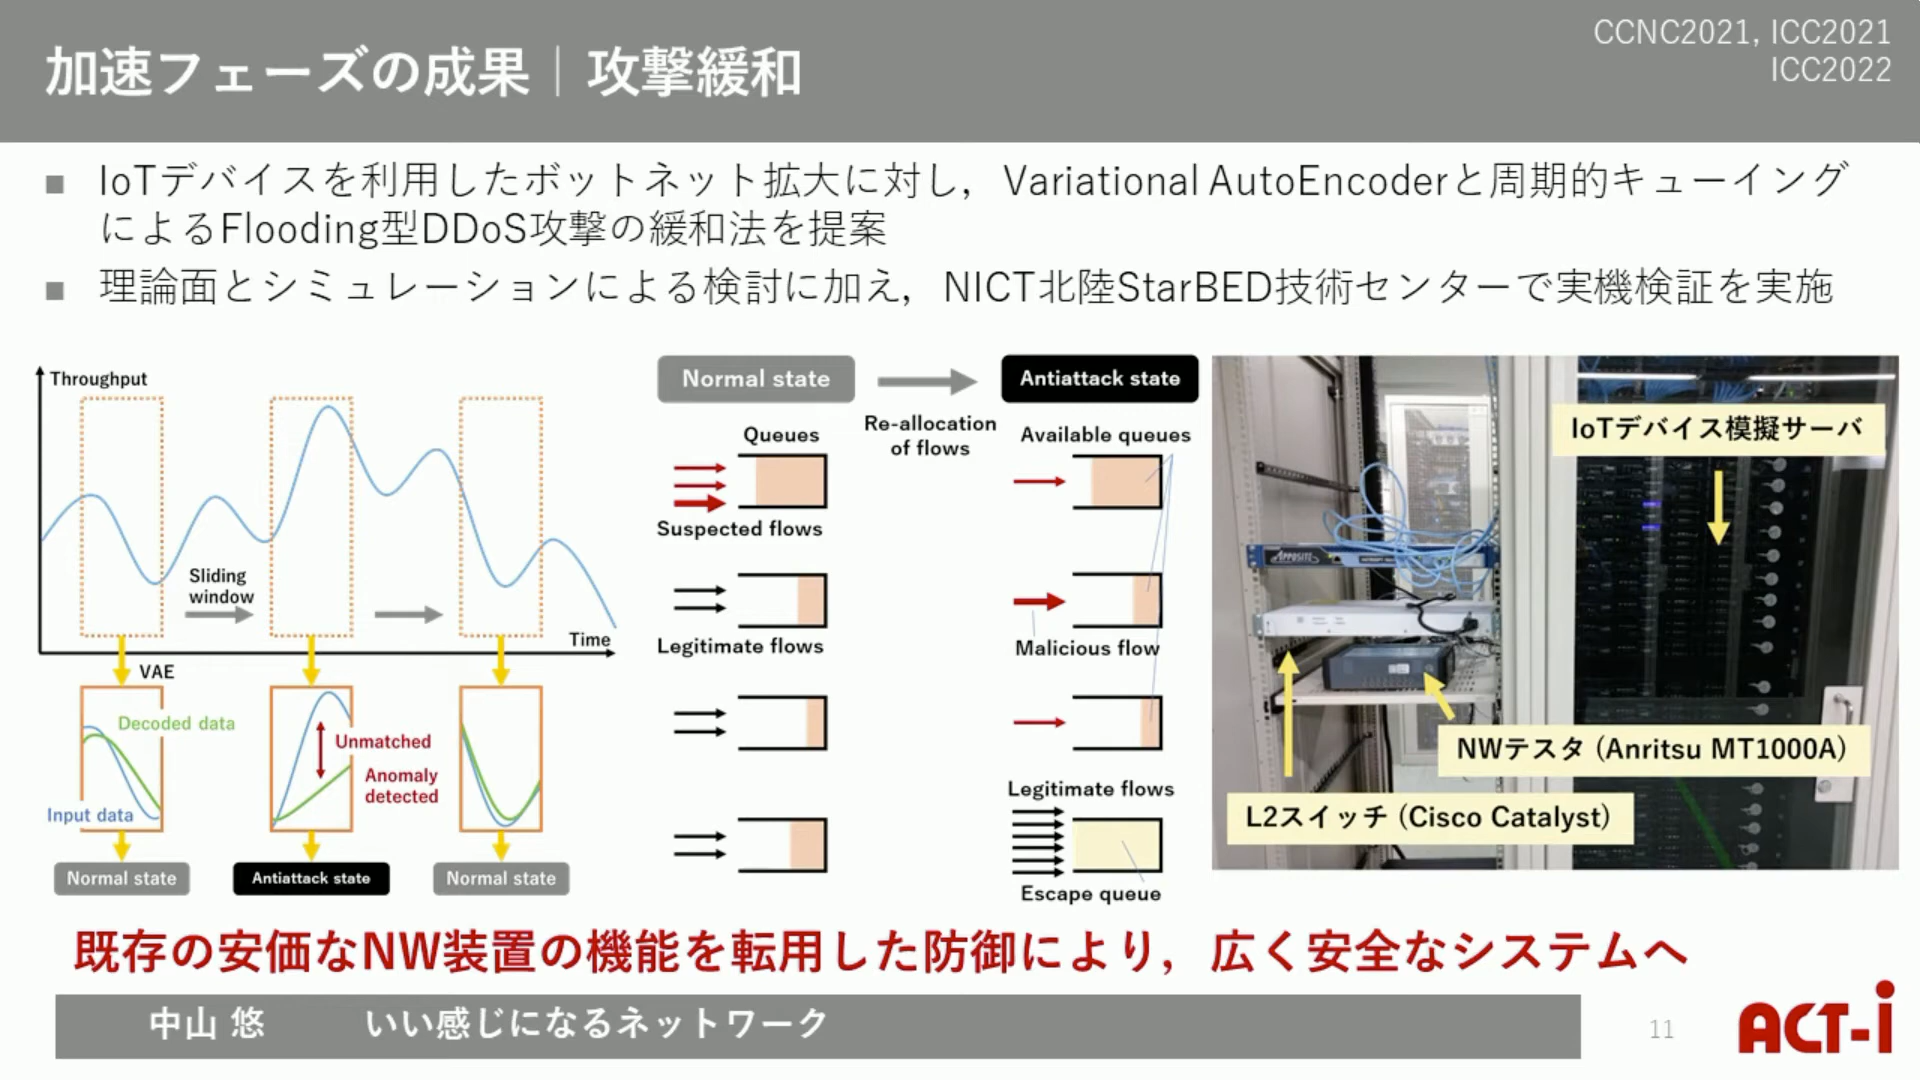 加速フェーズの成果｜攻撃緩和
CCNC2021, ICC2021
ICC2022
■ IoTデバイスを利用したボットネット拡大に対し，Variational AutoEncoderと周期的キューイング
によるFlooding型DDoS攻撃の緩和法を提案
■ 理論面とシミュレーションによる検討に加え，NICT北陸StarBED技術センターで実機検証を実施
Throughput
Sliding
window
Time
VAE
Decoded data
Input data
Unmatched
Anomaly
detected
Normal state
Antiattack state
Normal state
Normal state
Re-allocation
of flows
Antiattack state
Queues
Suspected flows
Legitimate flows
Available queues
Malicious flow
Legitimate flows
Escape queue
IoTデバイス模擬サーバ
APPOSITE
NWテスタ (Anritsu MT1000A)
L2スイッチ (Cisco Catalyst)
既存の安価なNW装置の機能を転用した防御により，広く安全なシステムへ
中山 悠 いい感じになるネットワーク
11
ACT-i